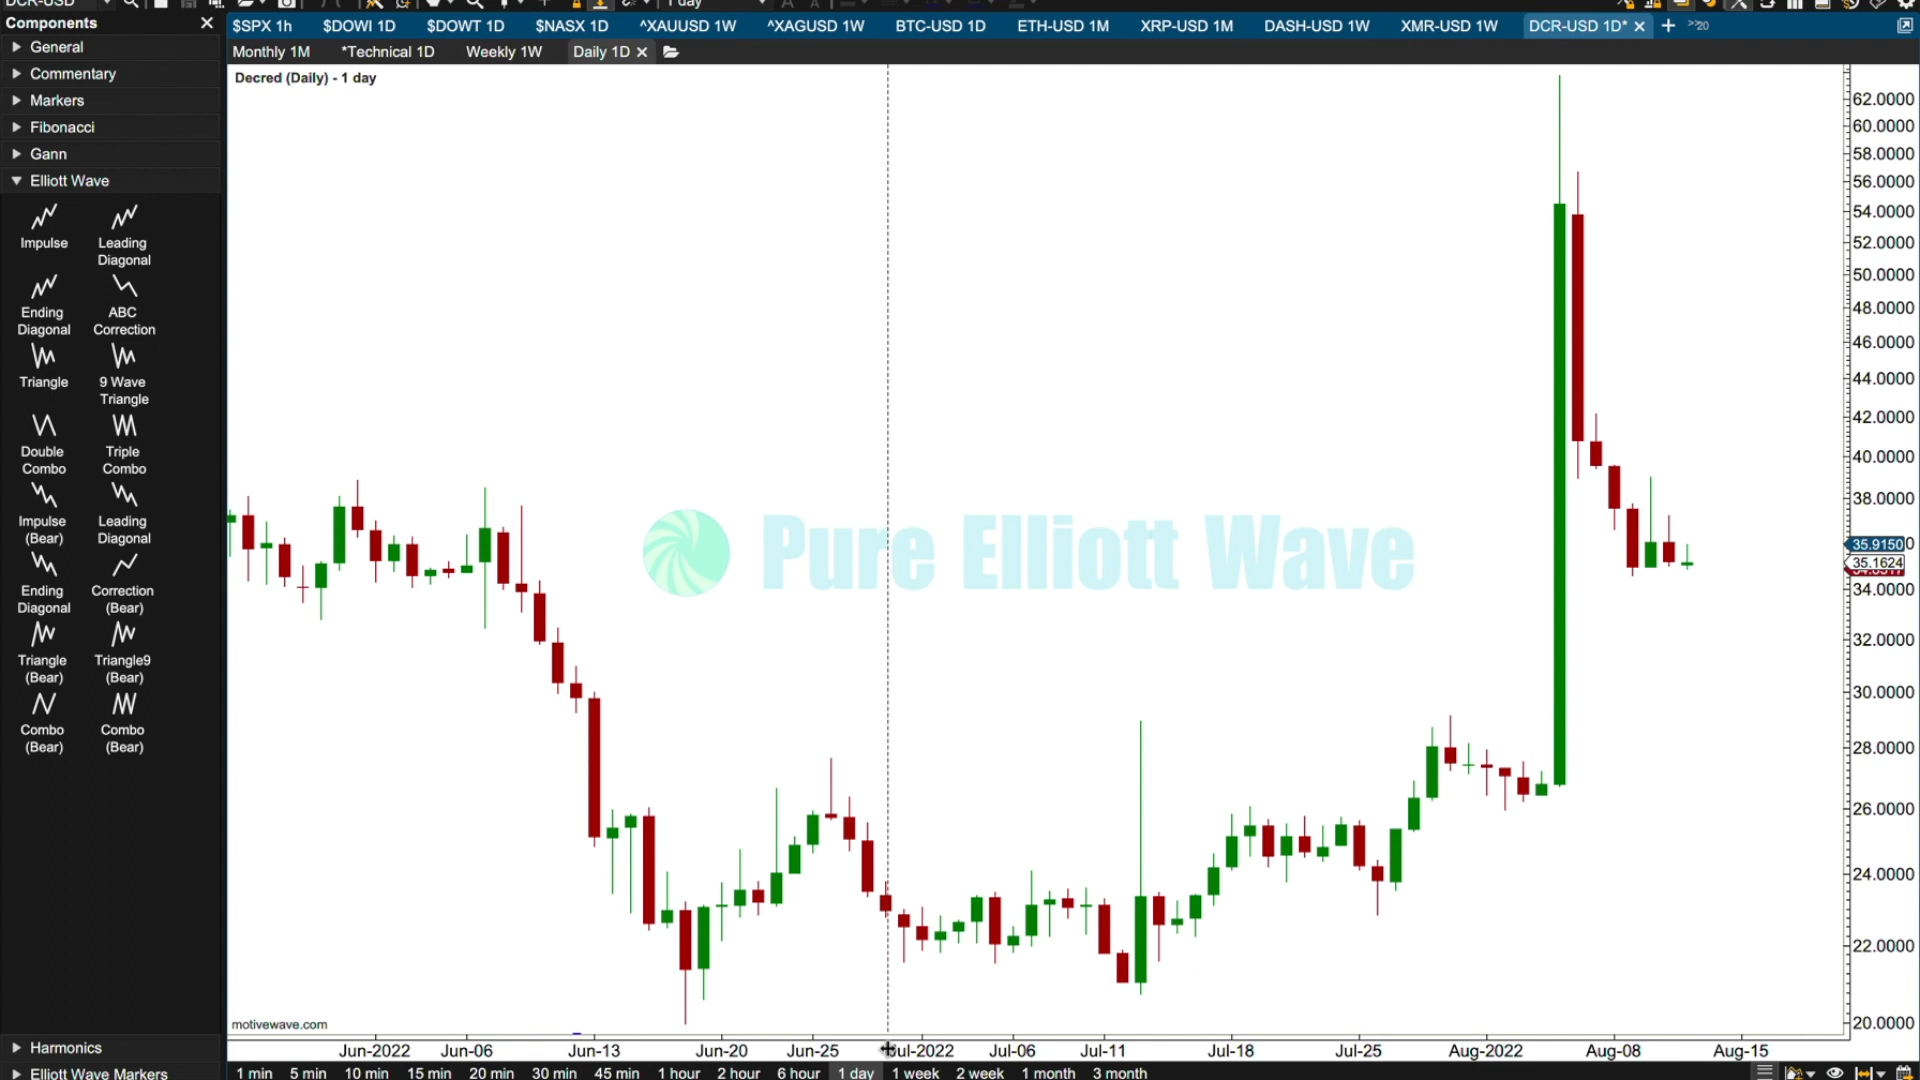 DCR-USD
1 day
Components
$SPX 1h $DOWI 1D $DOWT 1D $NASX 1D ^XAUUSD 1W ^XAGUSD 1W BTC-USD 1D ETH-USD 1M XRP-USD 1M DASH-USD 1W XMR-USD 1W DCR-USD 1D* 20
Monthly 1M *Technical 1D Weekly 1W Daily 1D
General
Commentary
Markers
Fibonacci
Gann
Elliott Wave
Impulse Leading Diagonal
Ending Diagonal ABC Correction
Triangle 9 Wave Triangle
Double Combo Triple Combo
Impulse (Bear) Leading Diagonal
Ending Diagonal Correction (Bear)
Triangle (Bear) Triangle9 (Bear)
Combo (Bear) Combo (Bear)
Harmonics
Elliott Wave Markers
Decred (Daily) - 1 day
Pure Elliott Wave
62.0000
60.0000
58.0000
56.0000
54.0000
52.0000
50.0000
48.0000
46.0000
44.0000
42.0000
40.0000
38.0000
35.9150
35.1624
34.0000
32.0000
30.0000
28.0000
26.0000
24.0000
22.0000
20.0000
motivewave.com
Jun-2022 Jun-06 Jun-13 Jun-20 Jun-25 Jul-2022 Jul-06 Jul-11 Jul-18 Jul-25 Aug-2022 Aug-08 Aug-15
1 min 5 min 10 min 15 min 20 min 30 min 45 min 1 hour 2 hour 6 hour 1 day 1 week 2 week 1 month 3 month